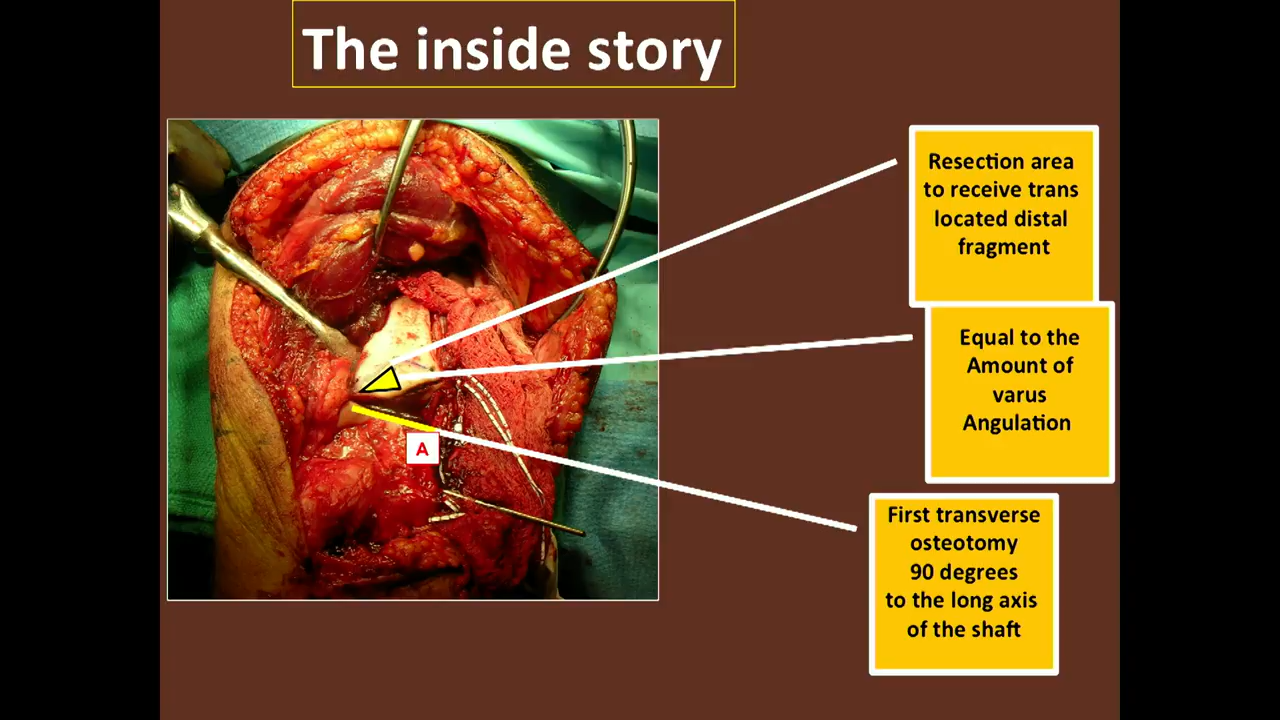 The inside story
Resection area
to receive trans
located distal
fragment
Equal to the
Amount of
varus
Angulation
A
First transverse
osteotomy
90 degrees
to the long axis
of the shaft